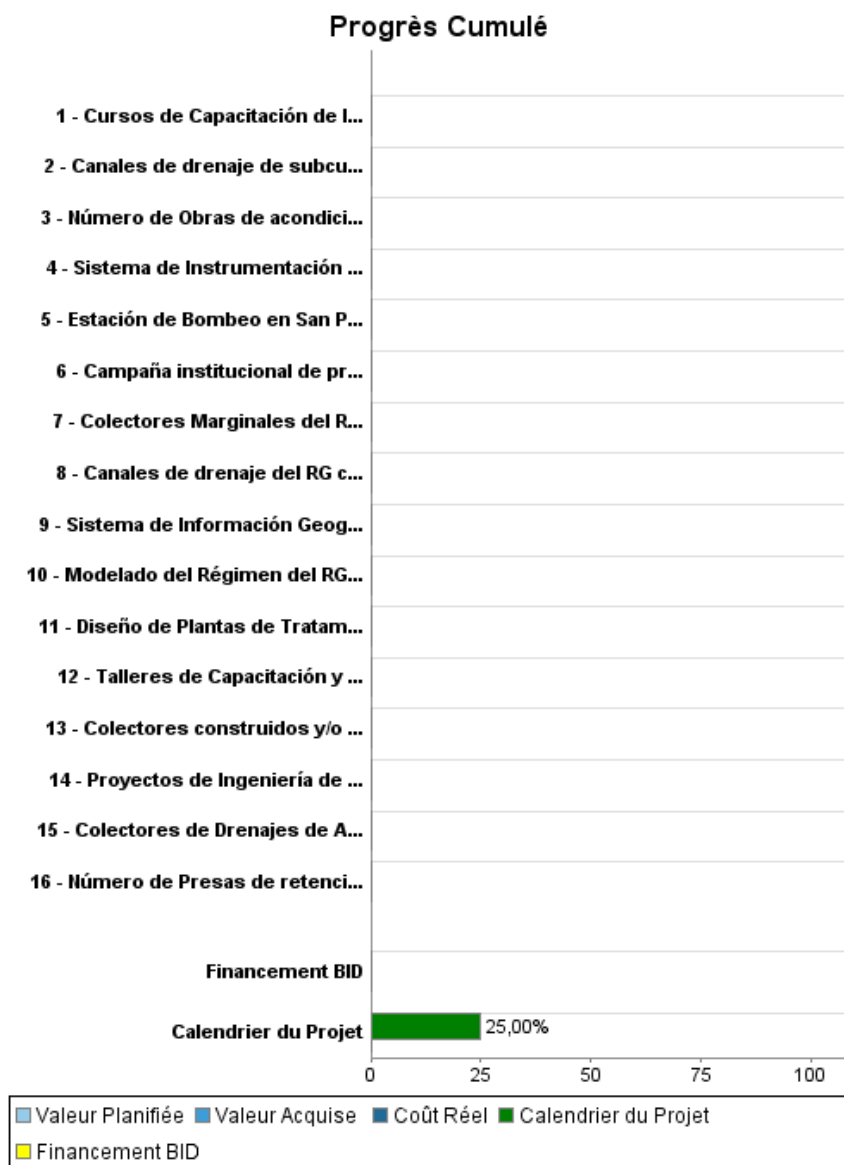 Progrès Cumulé
1 - Cursos de Capacitación de I...
2 - Canales de drenaje de subcu...
3 - Número de Obras de acondici...
4 - Sistema de Instrumentación ...
5 - Estación de Bombeo en San P...
6 - Campaña institucional de pr...
7 - Colectores Marginales del R...
8 - Canales de drenaje del RG c...
9 - Sistema de Información Geog...
10 - Modelado del Régimen del RG...
11 - Diseño de Plantas de Tratam...
12 - Talleres de Capacitación y ...
13 - Colectores construidos y/o ...
14 - Proyectos de Ingeniería de ...
15 - Colectores de Drenajes de A...
16 - Número de Presas de retenci...
Financement BID
Calendrier du Projet 25,00%
0 25 50 75 100
Valeur Planifiée Valeur Acquise Coût Réel Calendrier du Projet
Financement BID